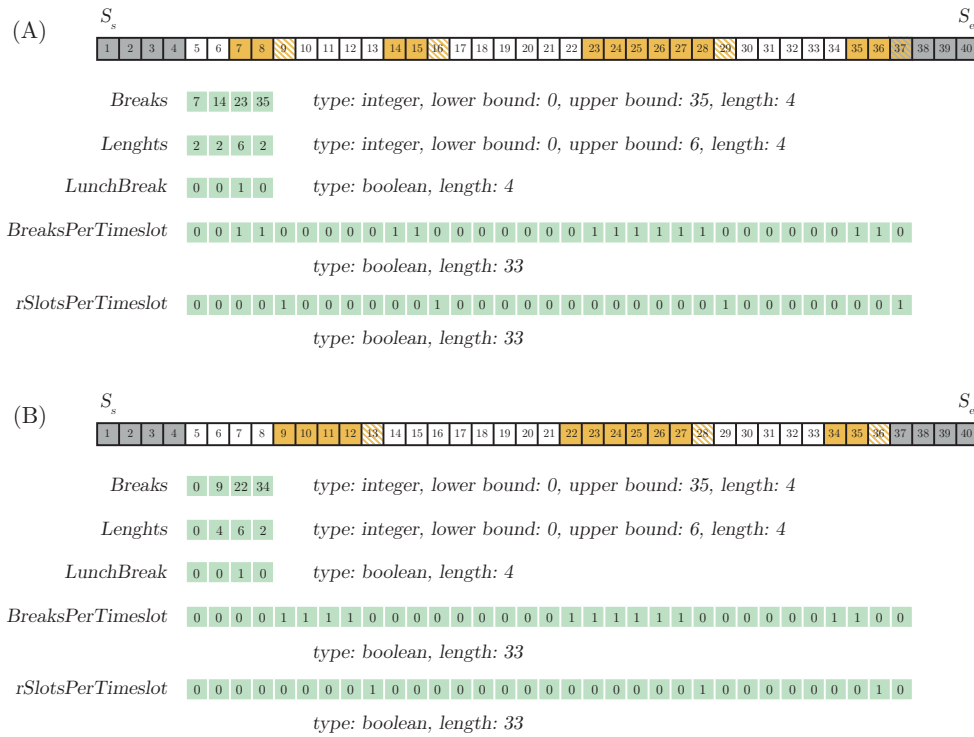 (A)
S_s S_e
1 2 3 4 5 6 7 8 9 10 11 12 13 14 15 16 17 18 19 20 21 22 23 24 25 26 27 28 29 30 31 32 33 34 35 36 37 38 39 40
Breaks 7 14 23 35 type: integer, lower bound: 0, upper bound: 35, length: 4
Lenghts 2 2 6 2 type: integer, lower bound: 0, upper bound: 6, length: 4
LunchBreak 0 0 1 0 type: boolean, length: 4
BreaksPerTimeslot 0 0 1 1 0 0 0 0 0 1 1 0 0 0 0 0 0 0 1 1 1 1 1 1 0 0 0 0 0 0 1 1 0
type: boolean, length: 33
rSlotsPerTimeslot 0 0 0 0 1 0 0 0 0 0 0 1 0 0 0 0 0 0 0 0 0 0 0 0 1 0 0 0 0 0 0 0 1
type: boolean, length: 33
(B)
S_s S_e
1 2 3 4 5 6 7 8 9 10 11 12 13 14 15 16 17 18 19 20 21 22 23 24 25 26 27 28 29 30 31 32 33 34 35 36 37 38 39 40
Breaks 0 9 22 34 type: integer, lower bound: 0, upper bound: 35, length: 4
Lenghts 0 4 6 2 type: integer, lower bound: 0, upper bound: 6, length: 4
LunchBreak 0 0 1 0 type: boolean, length: 4
BreaksPerTimeslot 0 0 0 0 1 1 1 1 0 0 0 0 0 0 0 0 0 1 1 1 1 1 1 0 0 0 0 0 0 1 1 0 0
type: boolean, length: 33
rSlotsPerTimeslot 0 0 0 0 0 0 0 0 1 0 0 0 0 0 0 0 0 0 0 0 0 0 0 1 0 0 0 0 0 0 0 1 0
type: boolean, length: 33